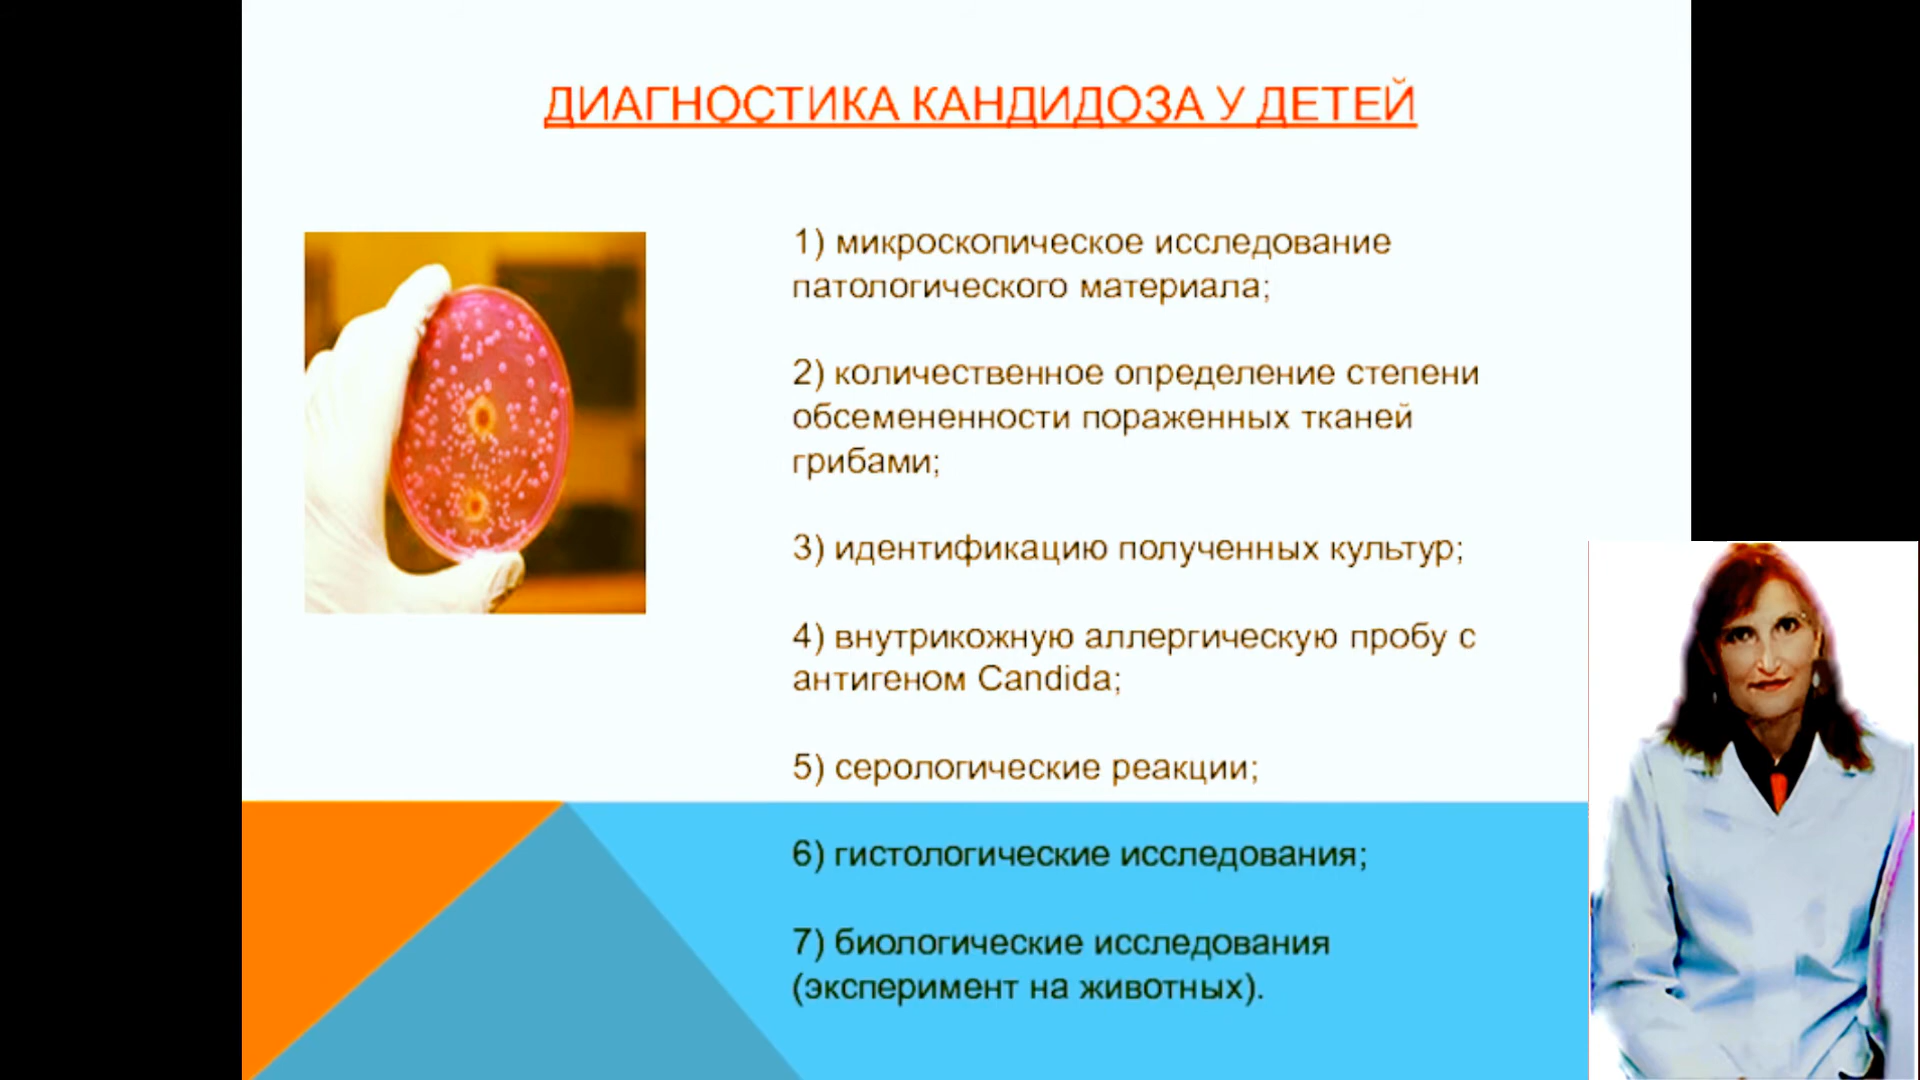 ДИАГНОСТИКА КАНДИДОЗА У ДЕТЕЙ
1) микроскопическое исследование
патологического материала;
2) количественное определение степени
обсемененности пораженных тканей
грибами;
3) идентификацию полученных культур;
4) внутрикожную аллергическую пробу с
антигеном Candida;
5) серологические реакции;
6) гистологические исследования;
7) биологические исследования
(эксперимент на животных).